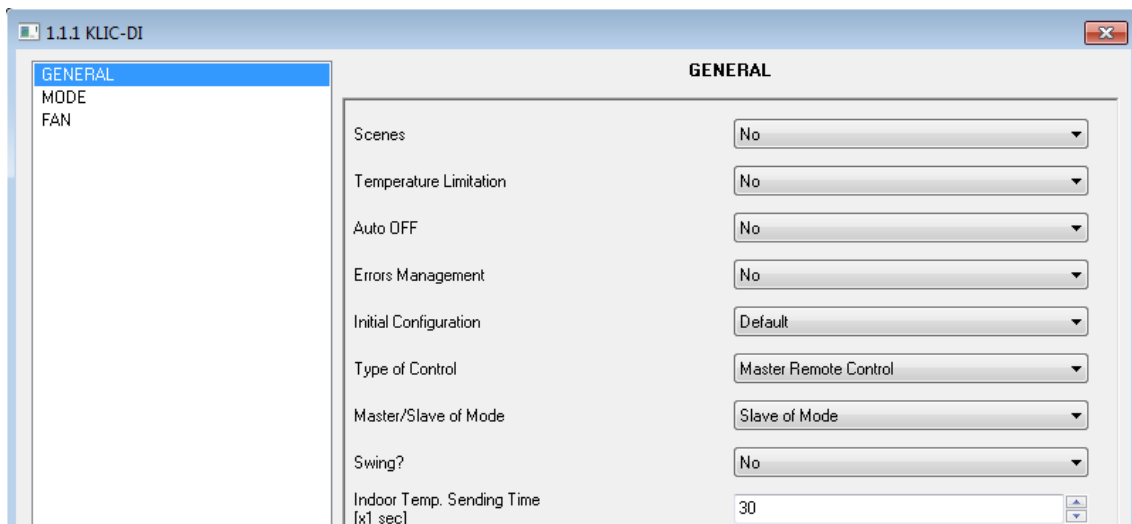 1.1.1 KLIC-DI
GENERAL
MODE
FAN
GENERAL
Scenes No
Temperature Limitation No
Auto OFF No
Errors Management No
Initial Configuration Default
Type of Control Master Remote Control
Master/Slave of Mode Slave of Mode
Swing? No
Indoor Temp. Sending Time 30
[x1 sec]